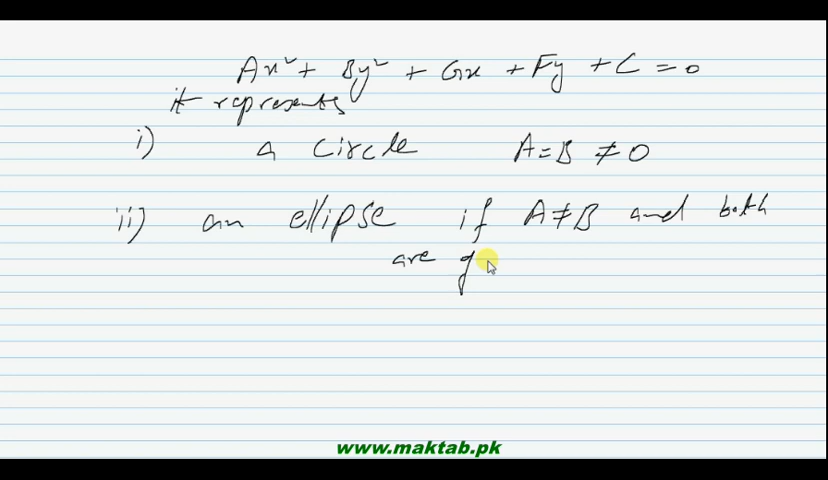 Ax² + By² + Gx + Fy + C = 0
it represents
i) a circle A = B ≠ 0
ii) an ellipse if A ≠ B and both
are
www.maktab.pk